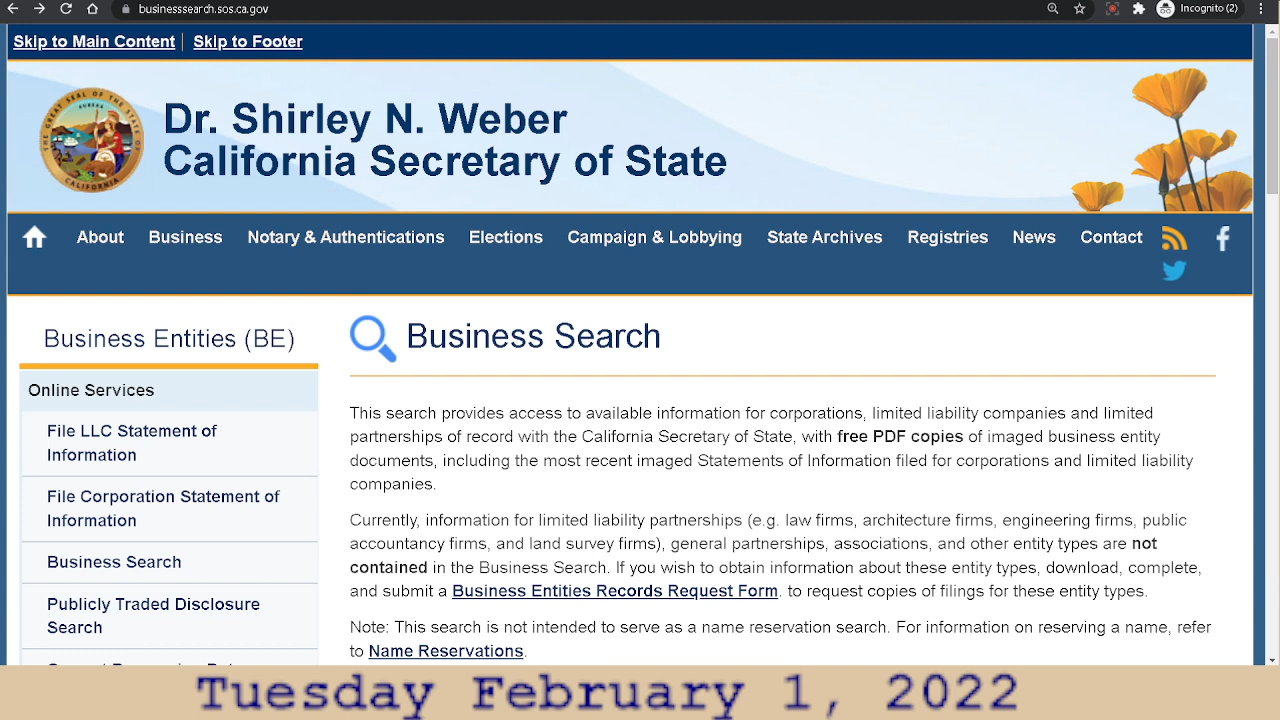 businesssearch.sos.ca.gov
Incognito (2)
Skip to Main Content
Skip to Footer
Dr. Shirley N. Weber
California Secretary of State
About Business Notary & Authentications Elections Campaign & Lobbying State Archives Registries News Contact
Business Entities (BE)
Online Services
File LLC Statement of
Information
File Corporation Statement of
Information
Business Search
Publicly Traded Disclosure
Search
Business Search
This search provides access to available information for corporations, limited liability companies and limited
partnerships of record with the California Secretary of State, with free PDF copies of imaged business entity
documents, including the most recent imaged Statements of Information filed for corporations and limited liability
companies.
Currently, information for limited liability partnerships (e.g. law firms, architecture firms, engineering firms, public
accountancy firms, and land survey firms), general partnerships, associations, and other entity types are not
contained in the Business Search. If you wish to obtain information about these entity types, download, complete,
and submit a Business Entities Records Request Form. to request copies of filings for these entity types.
Note: This search is not intended to serve as a name reservation search. For information on reserving a name, refer
to Name Reservations.
Tuesday February 1, 2022